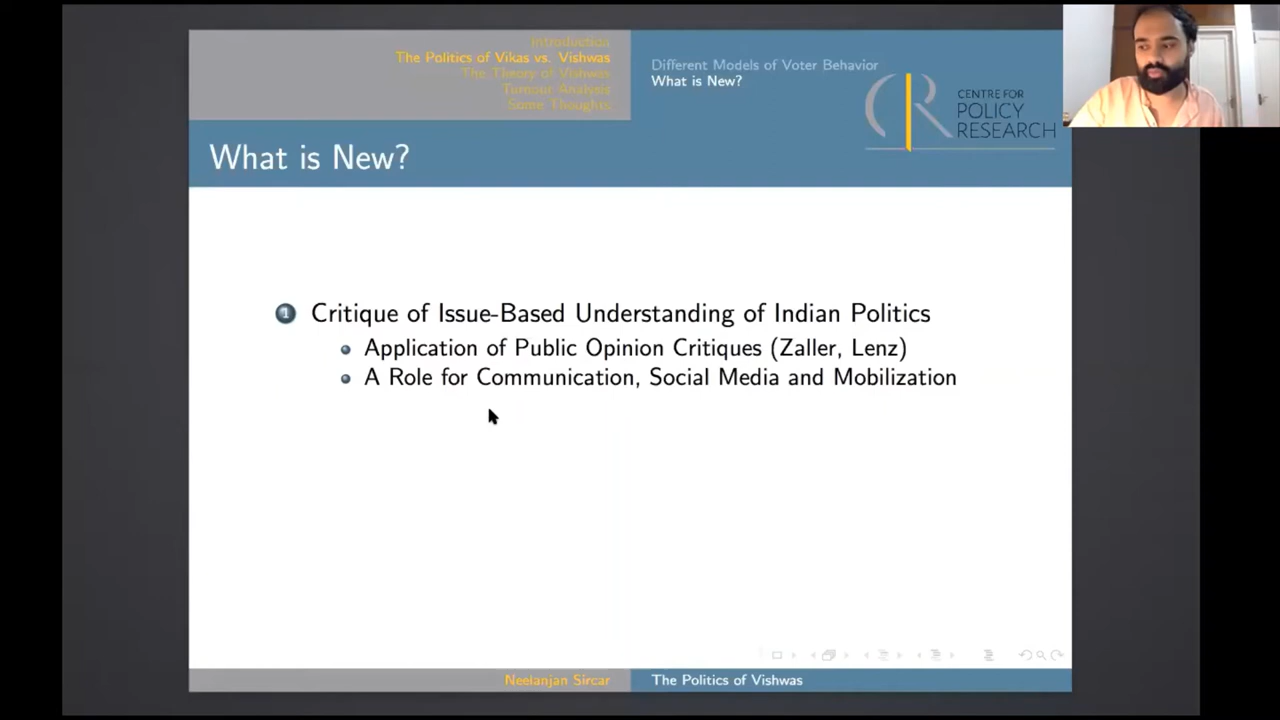 Introduction
The Politics of Vikas vs. Vishwas
The Theory of Vishwas
Tumour Analysis
Some Thoughts
Different Models of Voter Behavior
What is New?
CENTRE FOR
POLICY
RESEARCH
What is New?
1 Critique of Issue-Based Understanding of Indian Politics
Application of Public Opinion Critiques (Zaller, Lenz)
A Role for Communication, Social Media and Mobilization
Neelanjan Sircar
The Politics of Vishwas